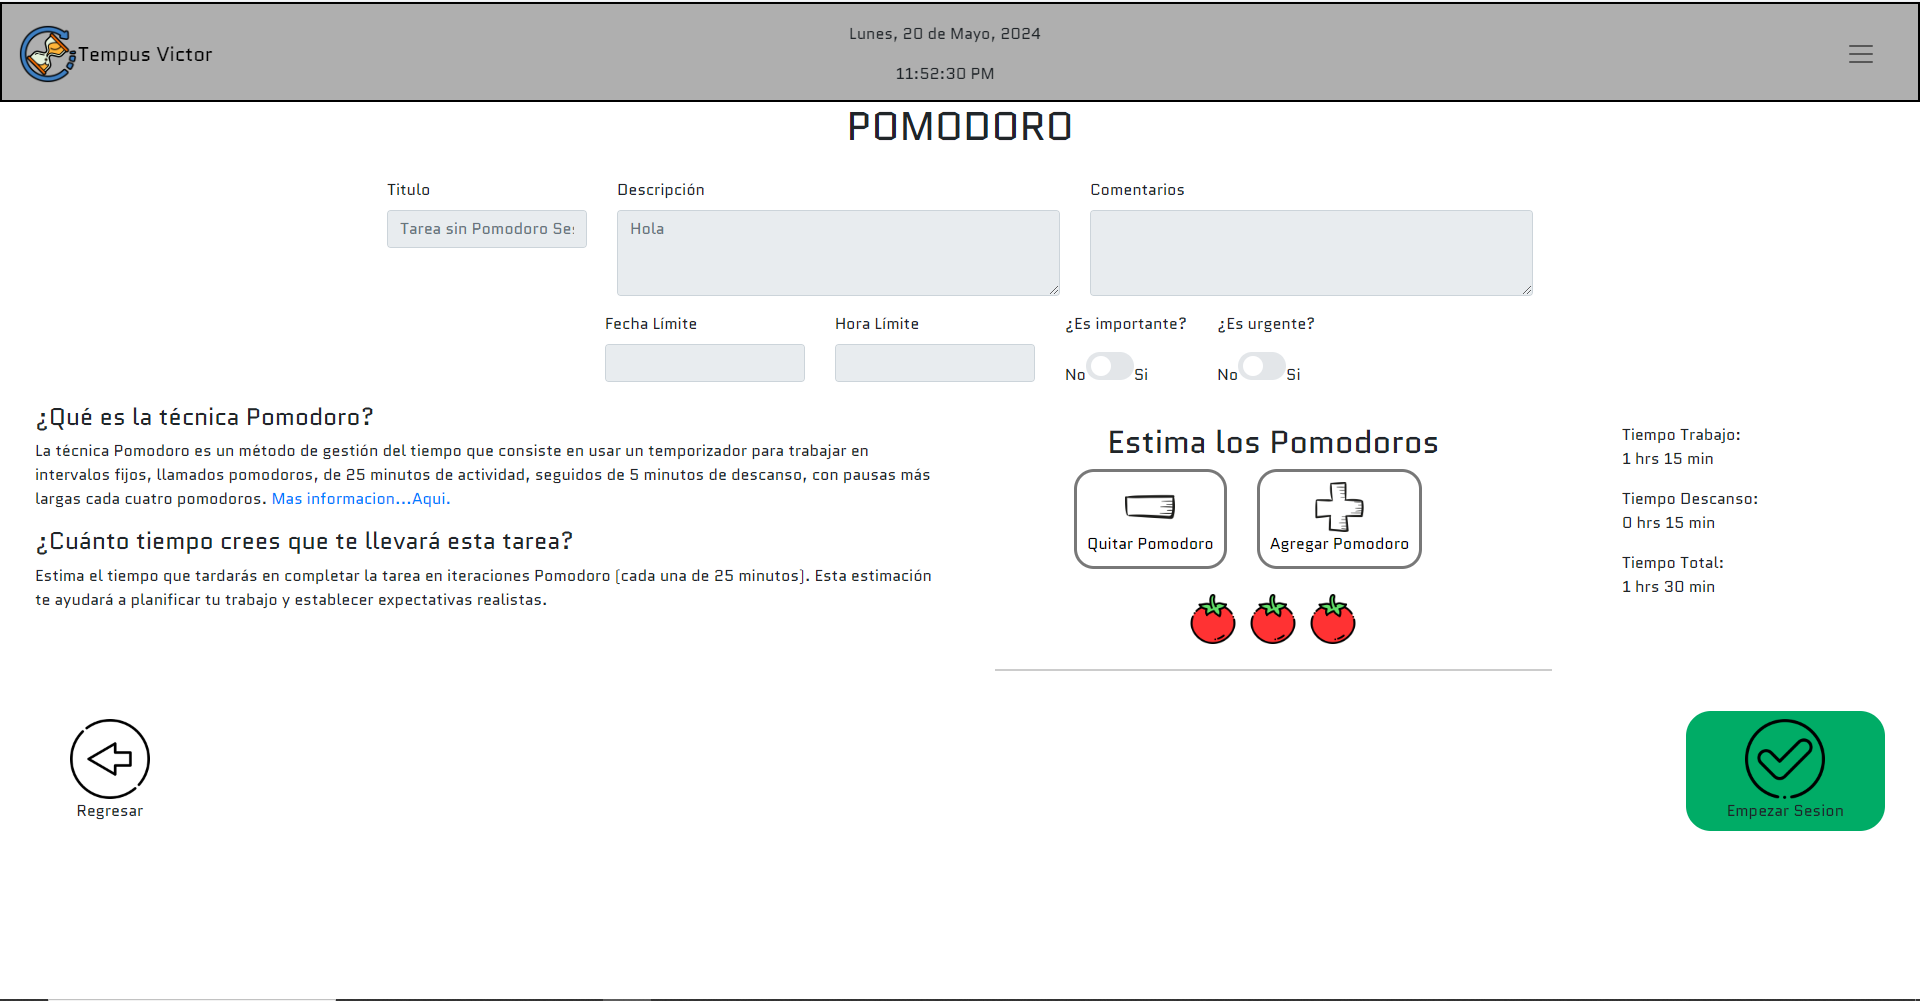 Tempus Victor
Lunes, 20 de Mayo, 2024
11:52:30 PM
POMODORO
Titulo
Tarea sin Pomodoro Se
Descripción
Hola
Comentarios
Fecha Límite
Hora Límite
¿Es importante?
No Si
¿Es urgente?
No Si
¿Qué es la técnica Pomodoro?
La técnica Pomodoro es un método de gestión del tiempo que consiste en usar un temporizador para trabajar en
intervalos fijos, llamados pomodoros, de 25 minutos de actividad, seguidos de 5 minutos de descanso, con pausas más
largas cada cuatro pomodoros. Mas informacion...Aqui.
¿Cuánto tiempo crees que te llevará esta tarea?
Estima el tiempo que tardarás en completar la tarea en iteraciones Pomodoro (cada una de 25 minutos). Esta estimación
te ayudará a planificar tu trabajo y establecer expectativas realistas.
Estima los Pomodoros
Quitar Pomodoro
Agregar Pomodoro
Tiempo Trabajo:
1 hrs 15 min
Tiempo Descanso:
0 hrs 15 min
Tiempo Total:
1 hrs 30 min
Regresar
Empezar Sesion